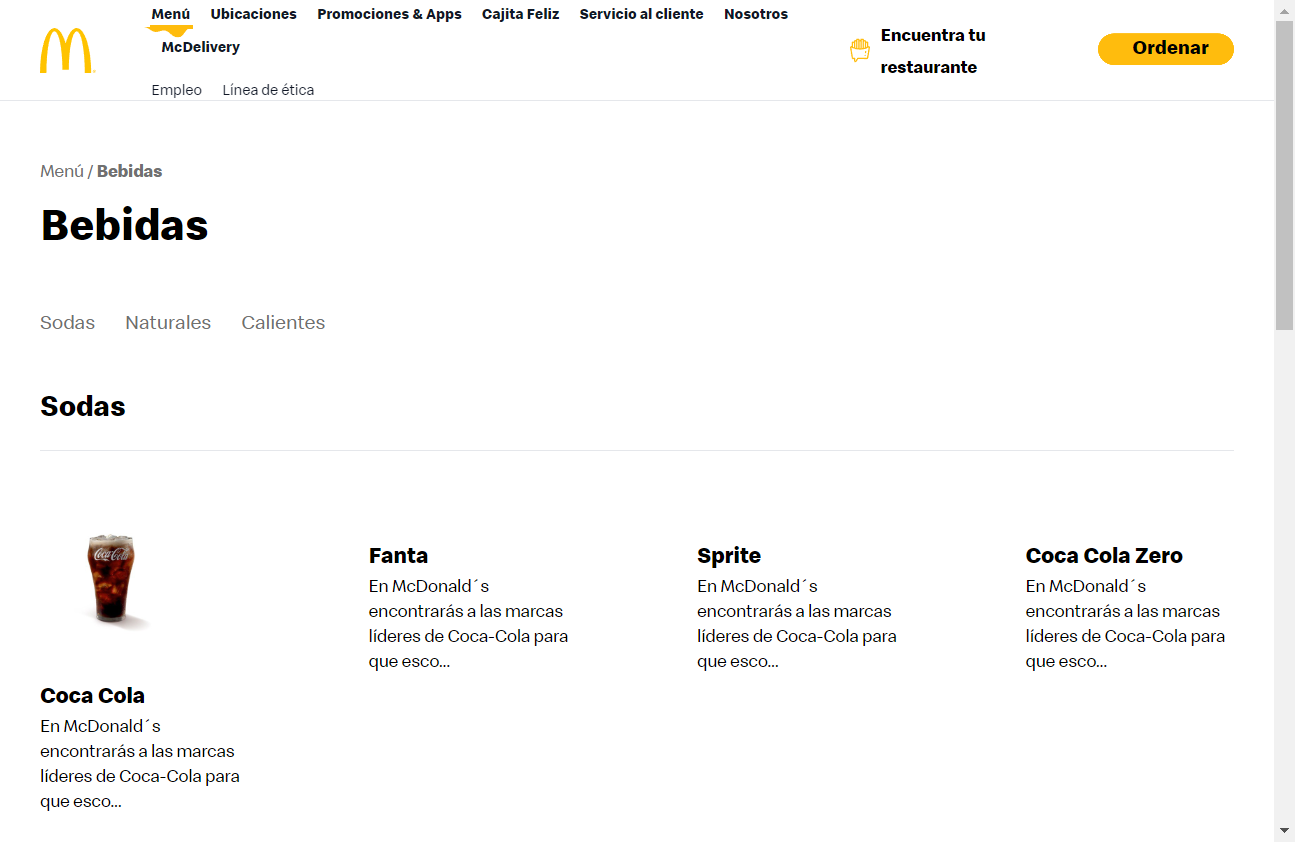 Menú Ubicaciones Promociones & Apps Cajita Feliz Servicio al cliente Nosotros
McDelivery
Empleo Línea de ética
Encuentra tu
restaurante
Ordenar
Menú / Bebidas
Bebidas
Sodas Naturales Calientes
Sodas
Coca-Cola
Coca Cola
En McDonald´s
encontrarás a las marcas
líderes de Coca-Cola para
que esco...
Fanta
En McDonald´s
encontrarás a las marcas
líderes de Coca-Cola para
que esco...
Sprite
En McDonald´s
encontrarás a las marcas
líderes de Coca-Cola para
que esco...
Coca Cola Zero
En McDonald´s
encontrarás a las marcas
líderes de Coca-Cola para
que esco...